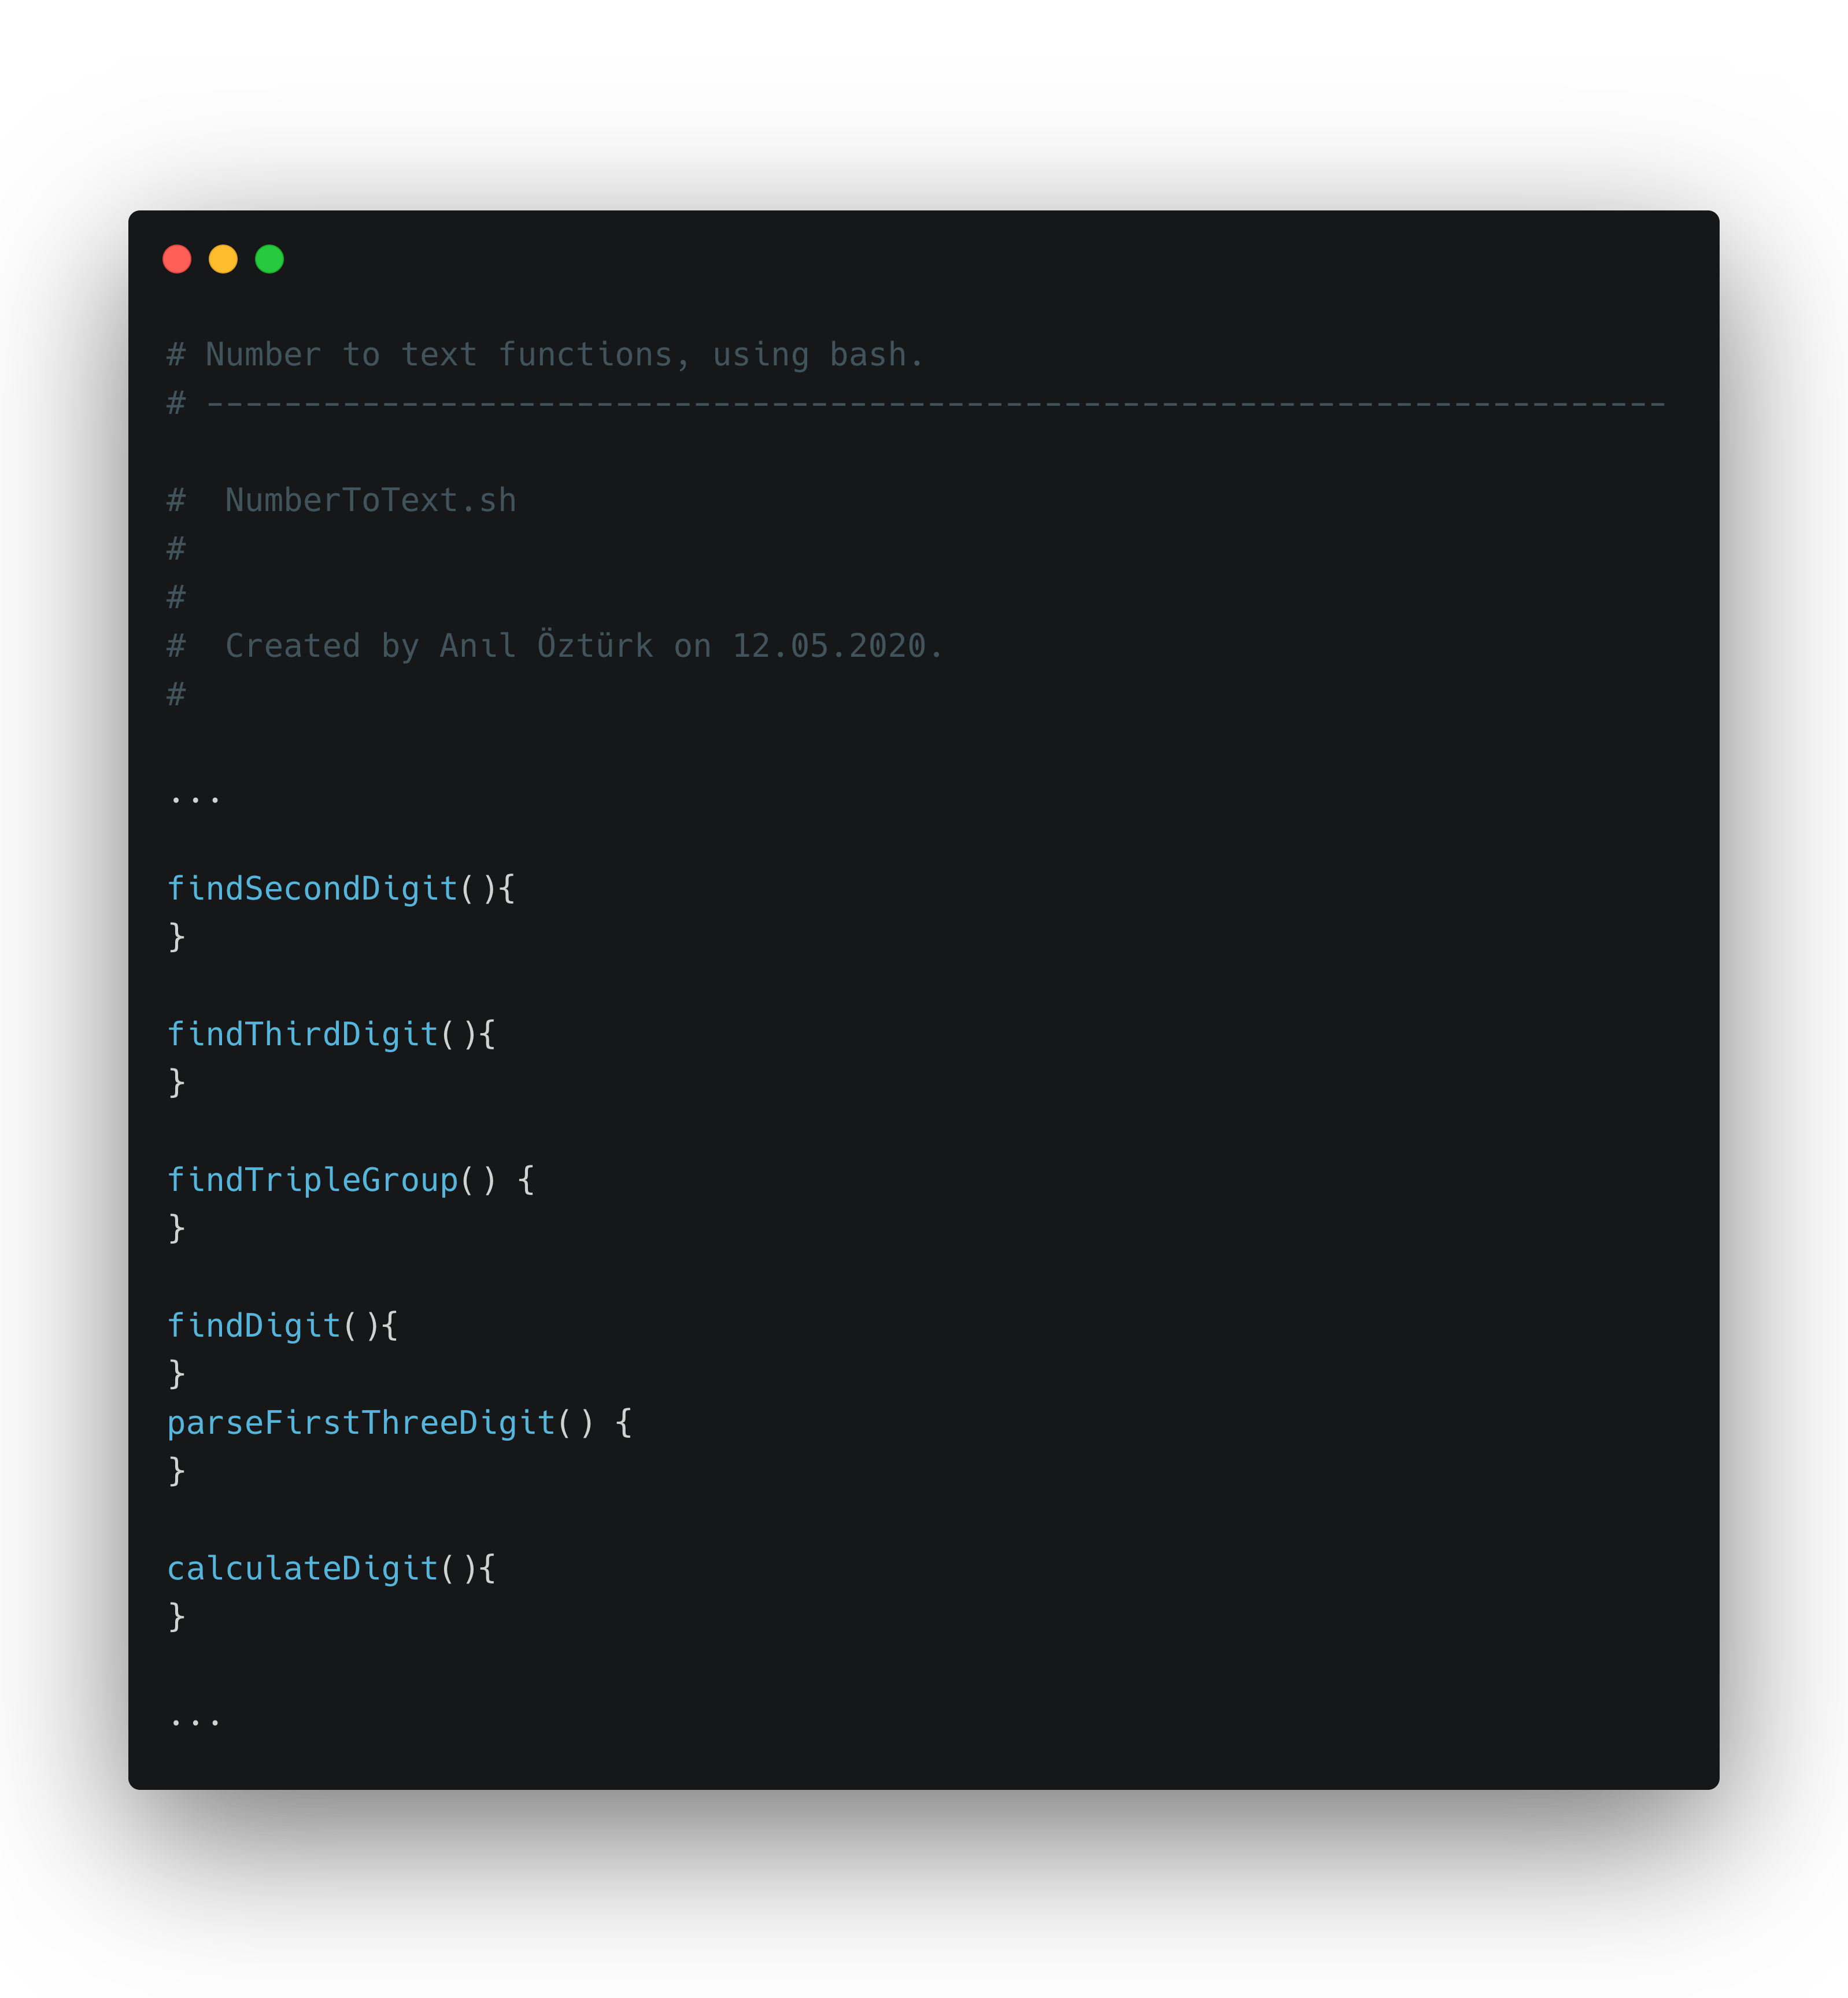 # Number to text functions, using bash.
# ---------------------------------------------------------------------------
#  NumberToText.sh
#
#
#  Created by Anıl Öztürk on 12.05.2020.
#
...
findSecondDigit(){
}
findThirdDigit(){
}
findTripleGroup() {
}
findDigit(){
}
parseFirstThreeDigit() {
}
calculateDigit(){
}
...